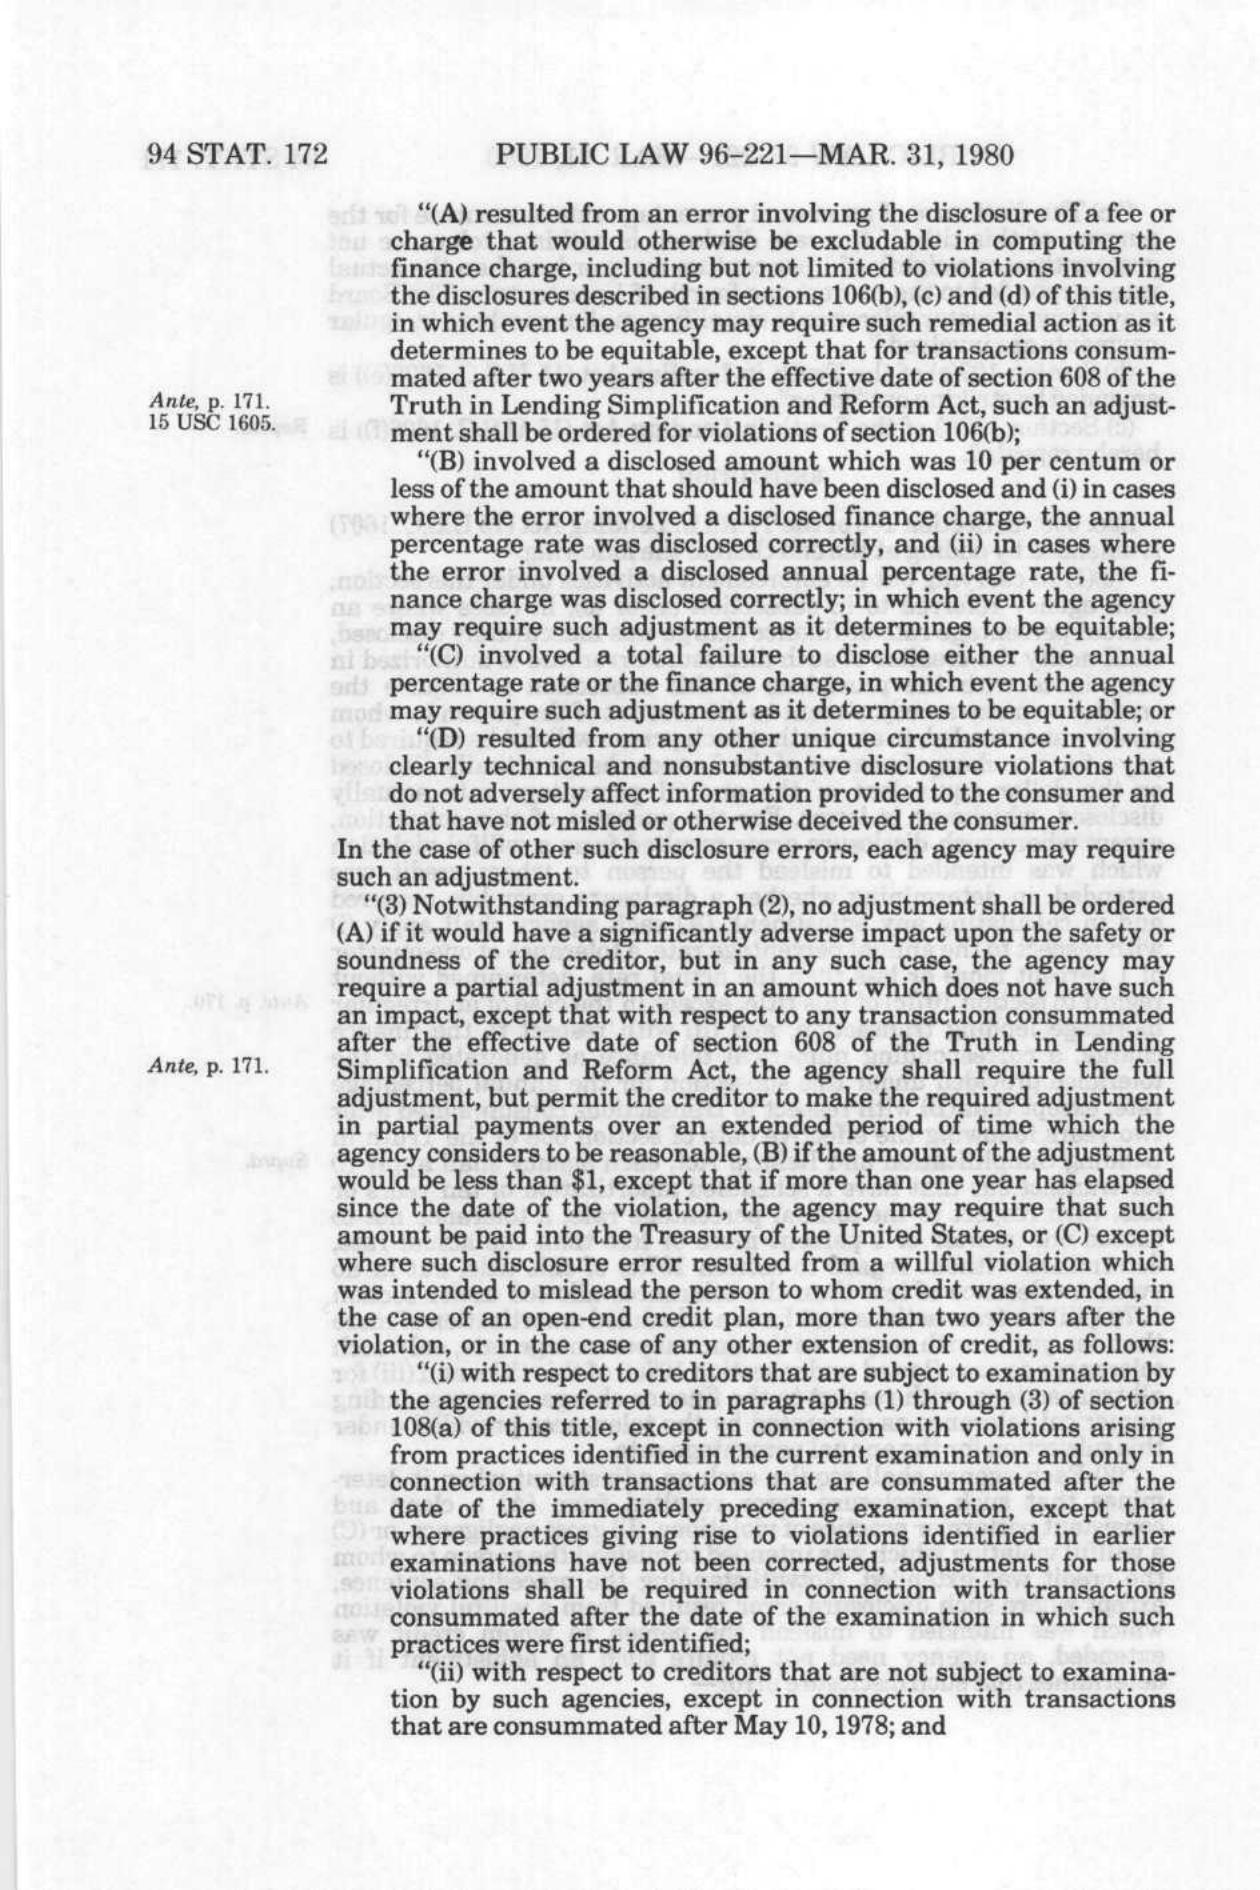 94 STAT. 172 PUBLIC LAW 96–221—MAR. 31, 1980
“(A) resulted from an error involving the disclosure of a fee or
charge that would otherwise be excludable in computing the
finance charge, including but not limited to violations involving
the disclosures described in sections 106(b), (c) and (d) of this title,
in which event the agency may require such remedial action as it
determines to be equitable, except that for transactions consum-
mated after two years after the effective date of section 608 of the
Ante, p. 171.
15 USC 1605.
Truth in Lending Simplification and Reform Act, such an adjust-
ment shall be ordered for violations of section 106(b);
“(B) involved a disclosed amount which was 10 per centum or
less of the amount that should have been disclosed and (i) in cases
where the error involved a disclosed finance charge, the annual
percentage rate was disclosed correctly, and (ii) in cases where
the error involved a disclosed annual percentage rate, the fi-
nance charge was disclosed correctly; in which event the agency
may require such adjustment as it determines to be equitable;
“(C) involved a total failure to disclose either the annual
percentage rate or the finance charge, in which event the agency
may require such adjustment as it determines to be equitable; or
“(D) resulted from any other unique circumstance involving
clearly technical and nonsubstantive disclosure violations that
do not adversely affect information provided to the consumer and
that have not misled or otherwise deceived the consumer.
In the case of other such disclosure errors, each agency may require
such an adjustment.
“(3) Notwithstanding paragraph (2), no adjustment shall be ordered
(A) if it would have a significantly adverse impact upon the safety or
soundness of the creditor, but in any such case, the agency may
require a partial adjustment in an amount which does not have such
an impact, except that with respect to any transaction consummated
after the effective date of section 608 of the Truth in Lending
Ante, p. 171.
Simplification and Reform Act, the agency shall require the full
adjustment, but permit the creditor to make the required adjustment
in partial payments over an extended period of time which the
agency considers to be reasonable, (B) if the amount of the adjustment
would be less than $1, except that if more than one year has elapsed
since the date of the violation, the agency may require that such
amount be paid into the Treasury of the United States, or (C) except
where such disclosure error resulted from a willful violation which
was intended to mislead the person to whom credit was extended, in
the case of an open-end credit plan, more than two years after the
violation, or in the case of any other extension of credit, as follows:
“(i) with respect to creditors that are subject to examination by
the agencies referred to in paragraphs (1) through (3) of section
108(a) of this title, except in connection with violations arising
from practices identified in the current examination and only in
connection with transactions that are consummated after the
date of the immediately preceding examination, except that
where practices giving rise to violations identified in earlier
examinations have not been corrected, adjustments for those
violations shall be required in connection with transactions
consummated after the date of the examination in which such
practices were first identified;
“(ii) with respect to creditors that are not subject to examina-
tion by such agencies, except in connection with transactions
that are consummated after May 10, 1978; and